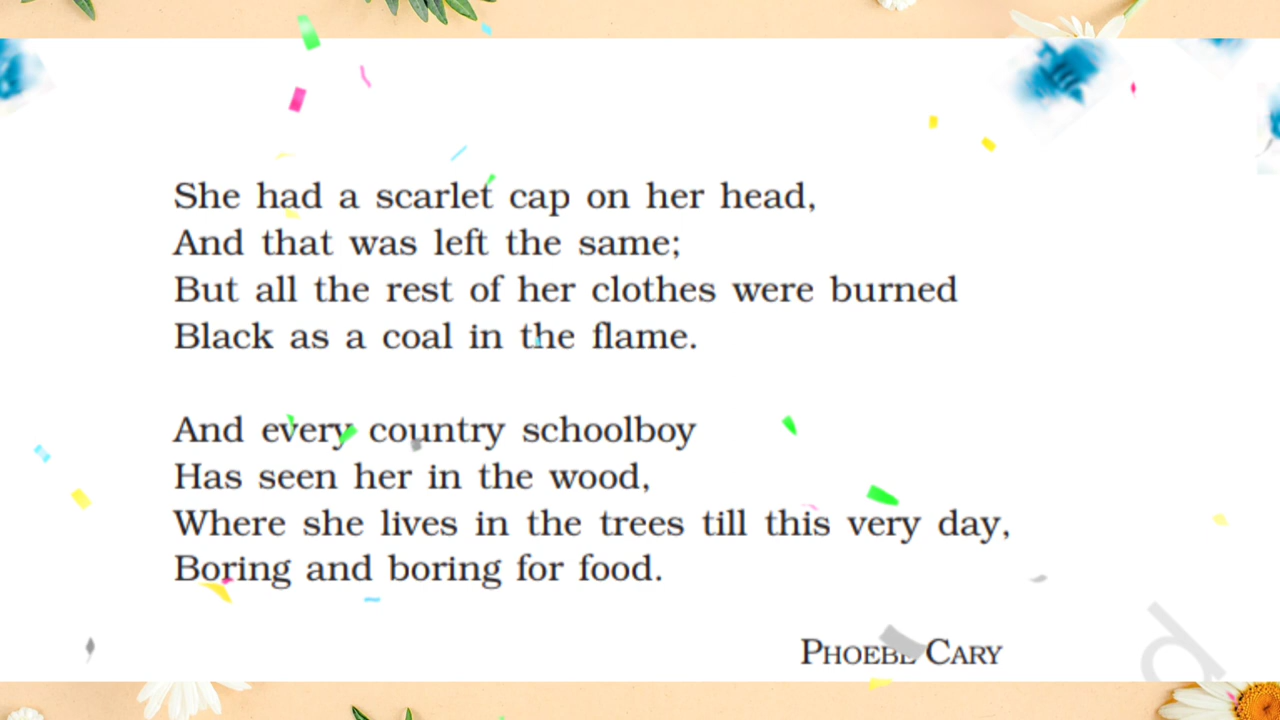 She had a scarlet cap on her head,
And that was left the same;
But all the rest of her clothes were burned
Black as a coal in the flame.
And every country schoolboy
Has seen her in the wood,
Where she lives in the trees till this very day,
Boring and boring for food.
PHOEBE CARY
d